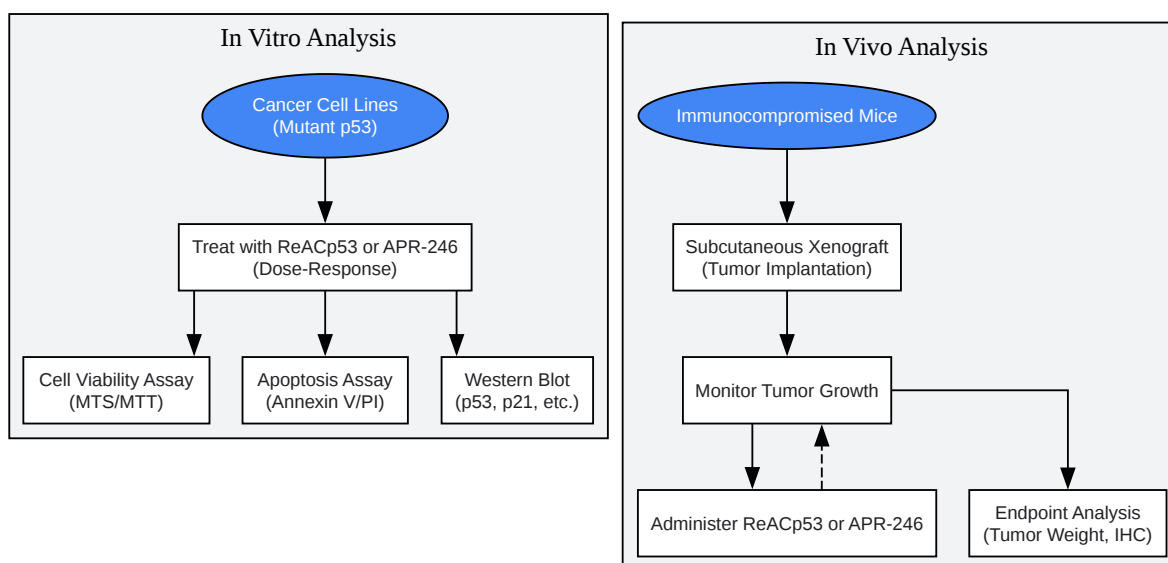 In Vitro Analysis
Cancer Cell Lines
(Mutant p53)
Treat with ReACp53 or APR-246
(Dose-Response)
Cell Viability Assay
(MTS/MTT)
Apoptosis Assay
(Annexin V/PI)
Western Blot
(p53, p21, etc.)
In Vivo Analysis
Immunocompromised Mice
Subcutaneous Xenograft
(Tumor Implantation)
Monitor Tumor Growth
Administer ReACp53 or APR-246
Endpoint Analysis
(Tumor Weight, IHC)